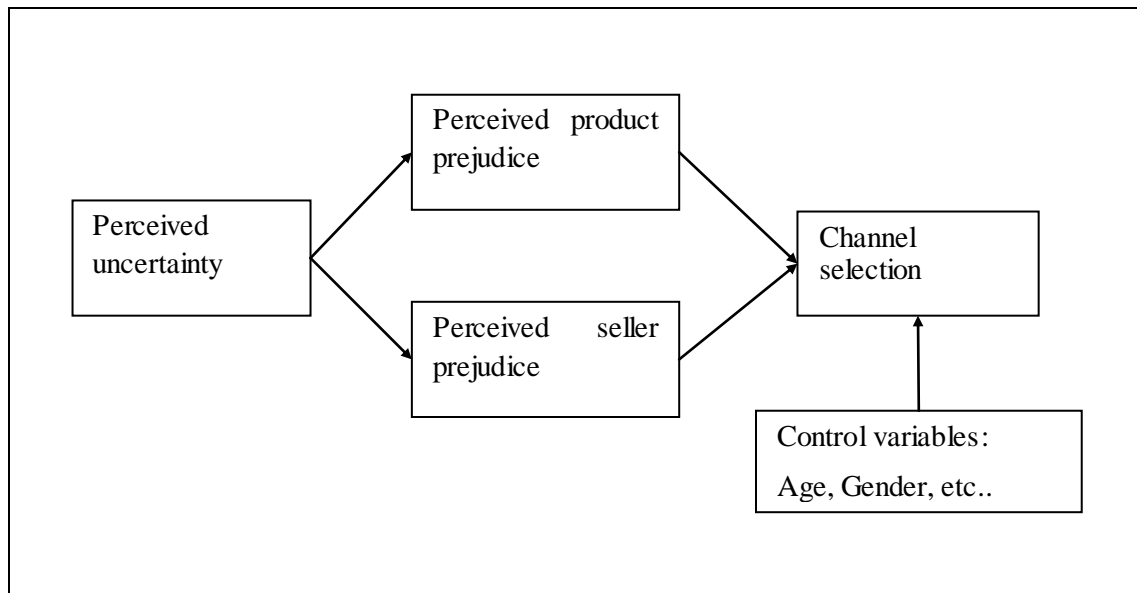 Perceived product
prejudice
Perceived
uncertainty
Channel
selection
Perceived seller
prejudice
Control variables:
Age, Gender, etc..